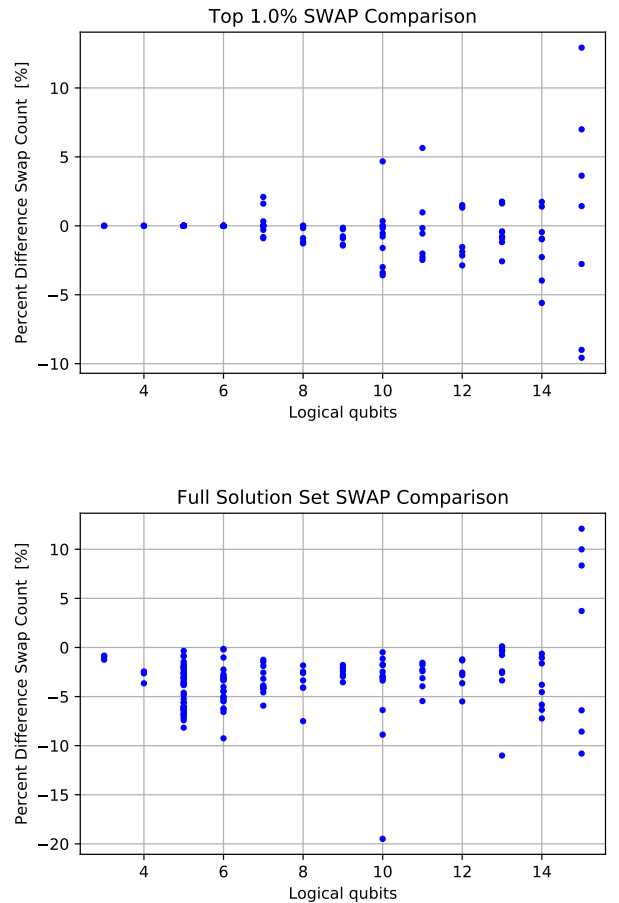 Top 1.0% SWAP Comparison
Percent Difference Swap Count [%]
10
5
0
−5
−10
4 6 8 10 12 14
Logical qubits
Full Solution Set SWAP Comparison
Percent Difference Swap Count [%]
10
5
0
−5
−10
−15
−20
4 6 8 10 12 14
Logical qubits